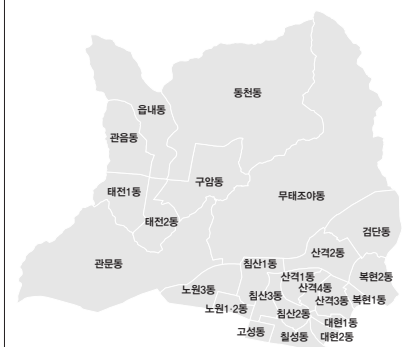 동천동
읍내동
관음동
구암동
태전1동
무태조야동
태전2동
검단동
산격2동
관문동
침산1동
산격1동
복현2동
노원3동
침산3동
산격4동
산격3동
복현1동
노원1·2동
침산2동
대현1동
고성동
칠성동
대현2동